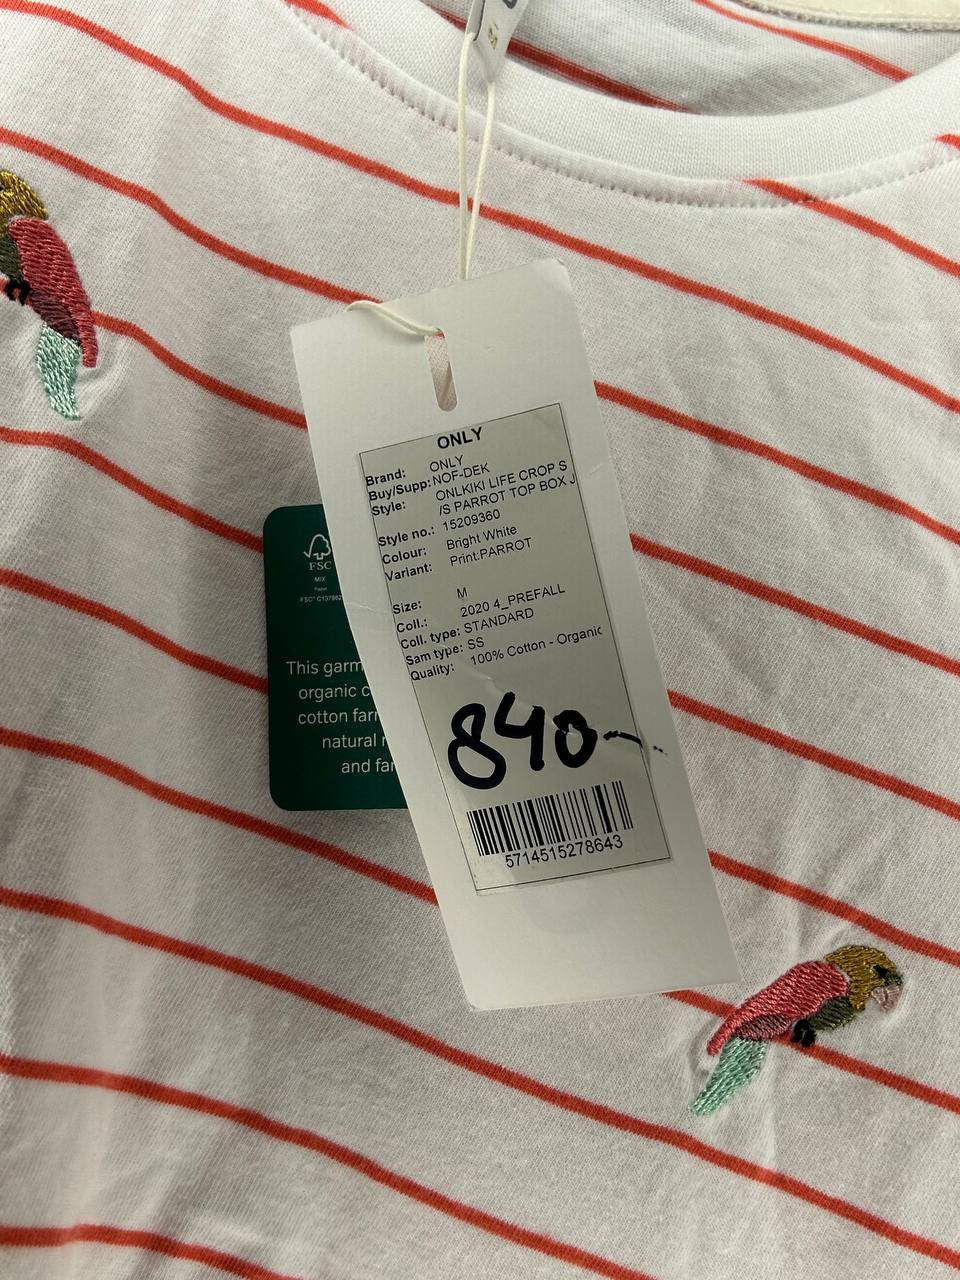 ONLY
Brand: ONLY
Buy/Supp: NOF-DEK
Style: ONLKIKI LIFE CROP S
/S PARROT TOP BOX J
Style no.: 15209360
Colour: Bright White
Variant: Print:PARROT
Size: M
Coll.: 2020 4_PREFALL
Coll. type: STANDARD
Sam type: SS
Quality: 100% Cotton - Organic
840-
5714515278643
FSC
MIX
Paper
This garm
organic c
cotton farm
natural
and far